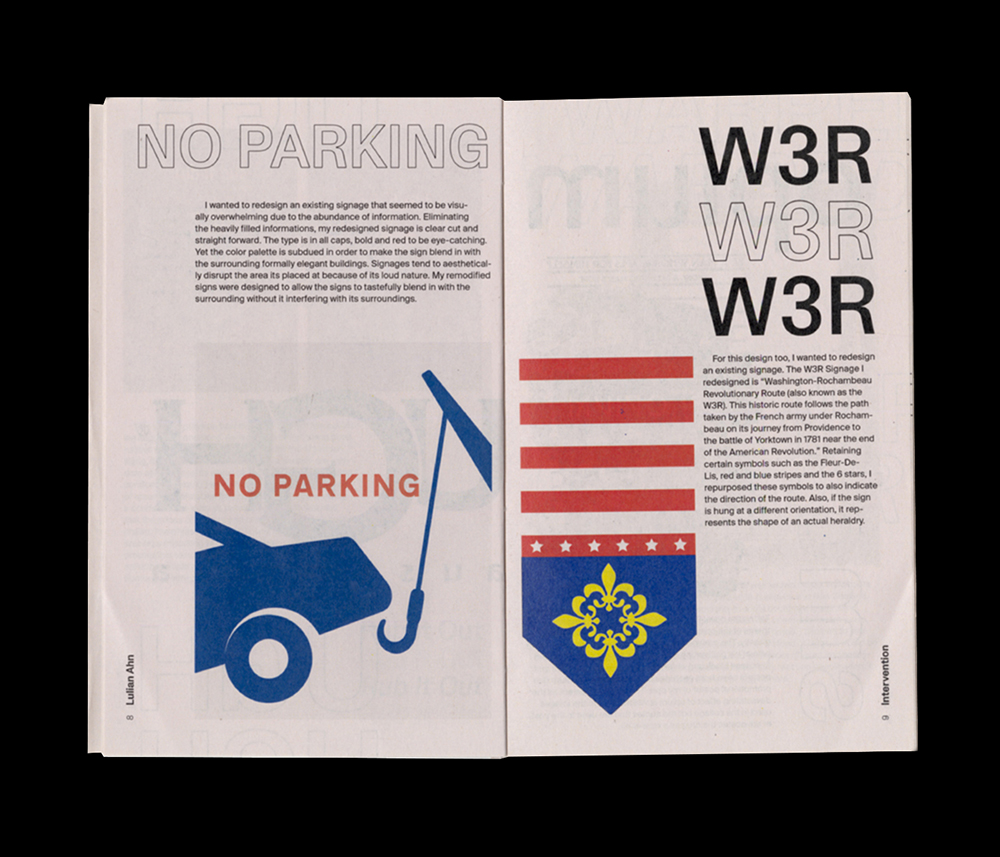 NO PARKING
I wanted to redesign an existing signage that seemed to be visu-
ally overwhelming due to the abundance of information. Eliminating
the heavily filled informations, my redesigned signage is clear cut and
straight forward. The type is in all caps, bold and red to be eye-catching.
Yet the color palette is subdued in order to make the sign blend in with
the surrounding formally elegant buildings. Signages tend to aesthetical-
ly disrupt the area its placed at because of its loud nature. My remodified
signs were designed to allow the signs to tastefully blend in with the
surrounding without it interfering with its surroundings.
NO PARKING
8 Lulian Ahn
W3R
W3R
W3R
For this design too, I wanted to redesign
an existing signage. The W3R Signage I
redesigned is “Washington-Rochambeau
Revolutionary Route (also known as the
W3R). This historic route follows the path
taken by the French army under Rocham-
beau on its journey from Providence to
the battle of Yorktown in 1781 near the end
of the American Revolution.” Retaining
certain symbols such as the Fleur-De-
Lis, red and blue stripes and the 6 stars, I
repurposed these symbols to also indicate
the direction of the route. Also, if the sign
is hung at a different orientation, it rep-
resents the shape of an actual heraldry.
9 Intervention